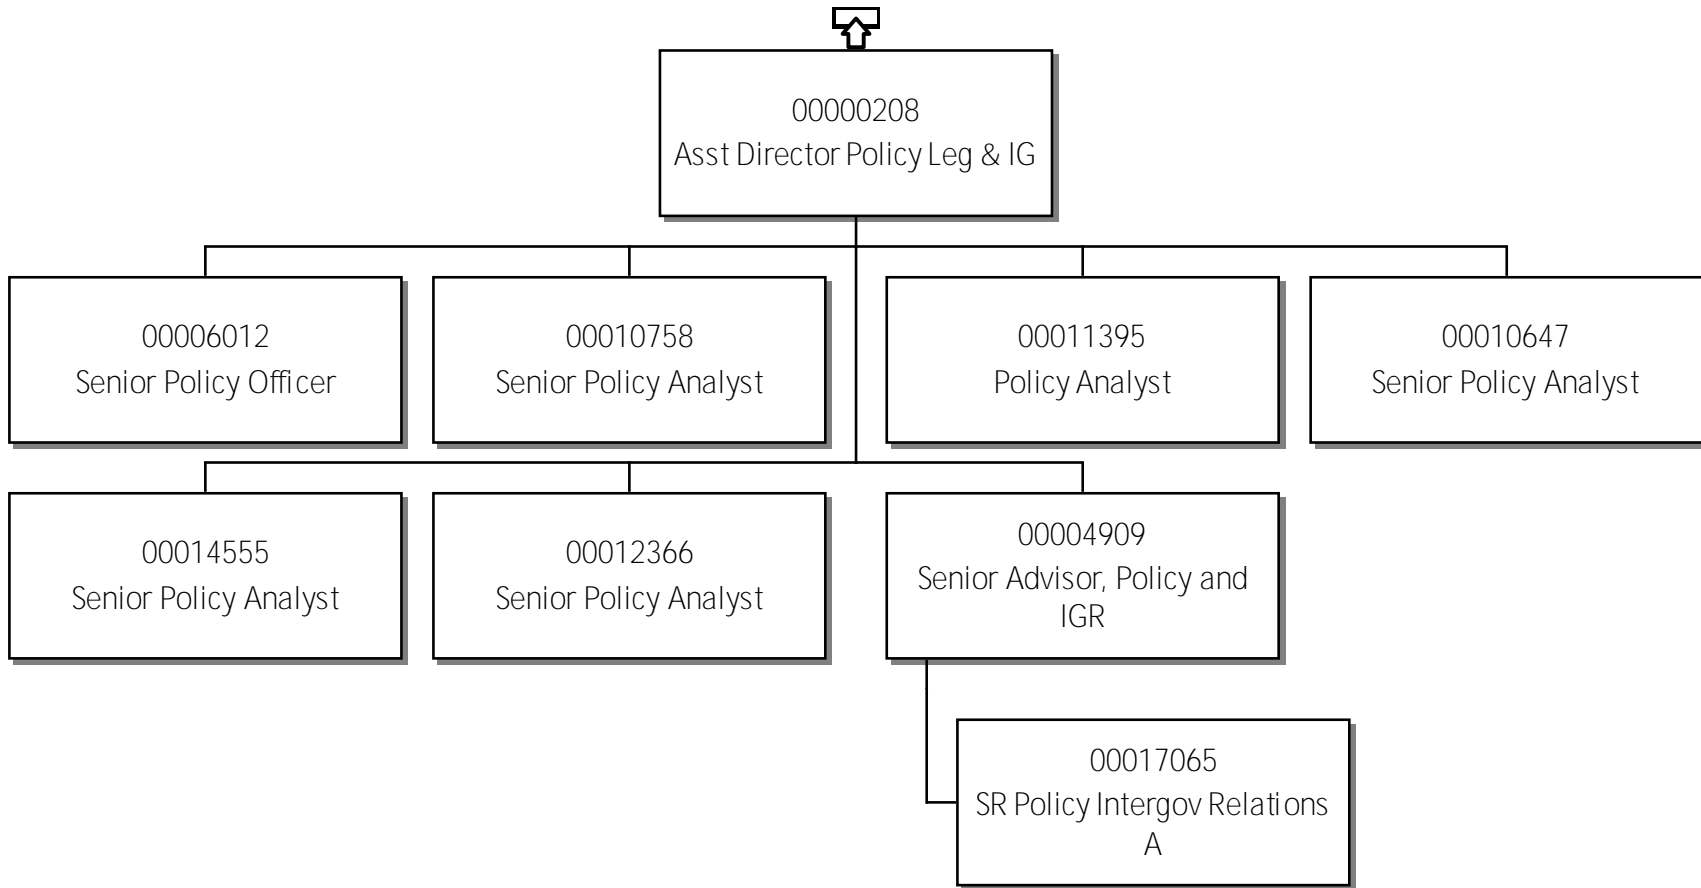 00000208
Asst Director Policy Leg & IG
00006012
Senior Policy Officer
00010758
Senior Policy Analyst
00011395
Policy Analyst
00010647
Senior Policy Analyst
00014555
Senior Policy Analyst
00012366
Senior Policy Analyst
00004909
Senior Advisor, Policy and
IGR
00017065
SR Policy Intergov Relations
A